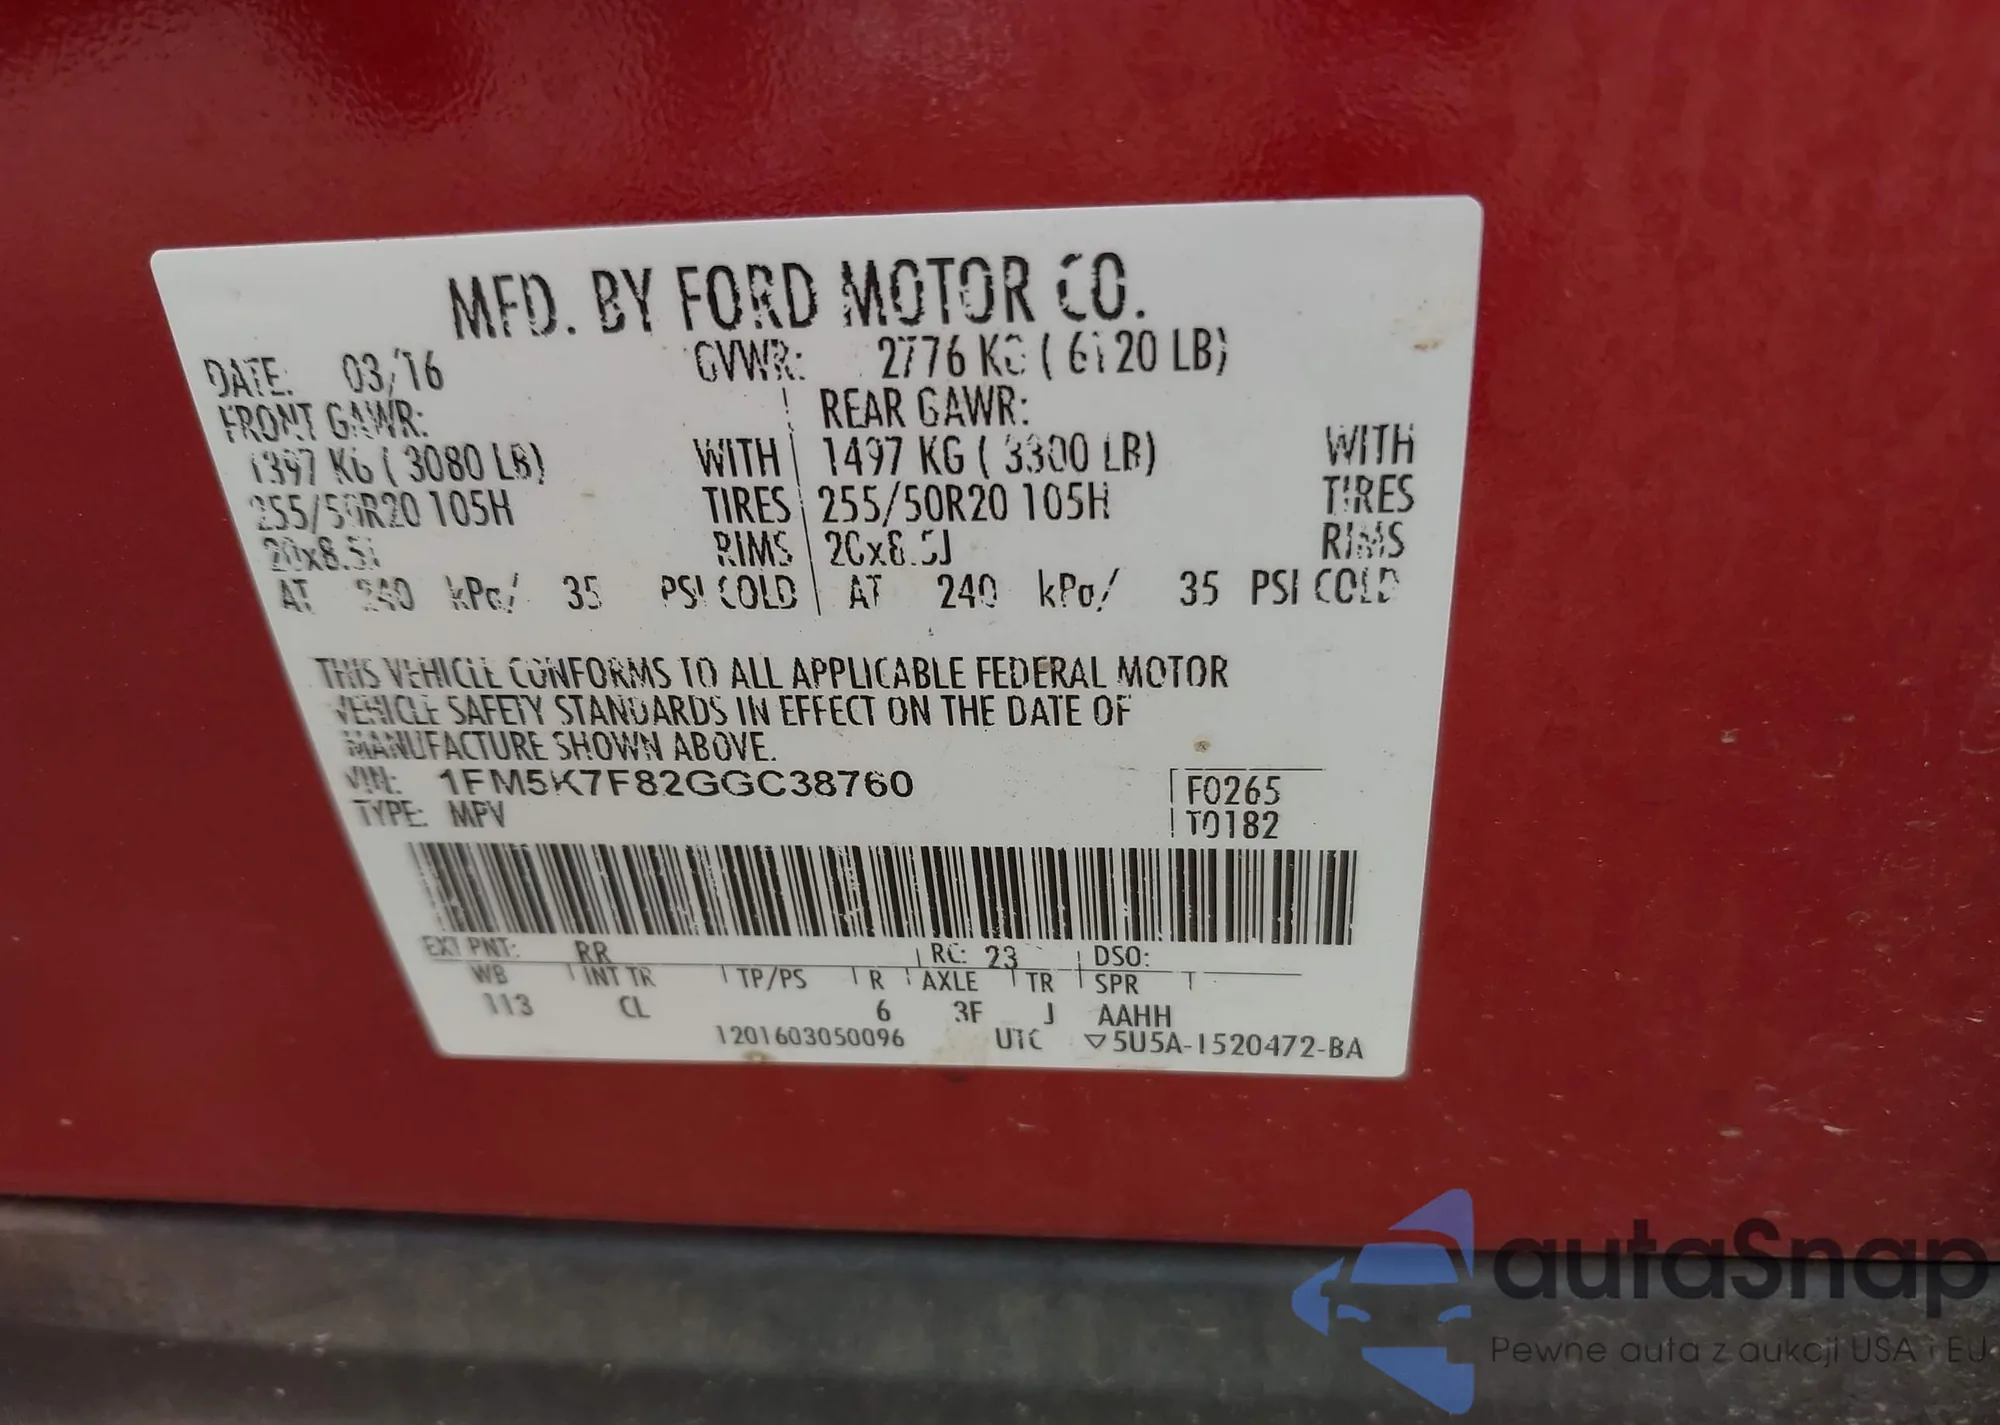 MFD. BY FORD MOTOR CO.
DATE: 03/16 GVWR: 2776 KG ( 6120 LB)
FRONT GAWR: REAR GAWR:
1397 KG ( 3080 LB) WITH 1497 KG ( 3300 LB) WITH
255/50R20 105H TIRES 255/50R20 105H TIRES
20x8.5J RIMS 20x8.5J RIMS
AT 240 kPa/ 35 PSI COLD AT 240 kPa/ 35 PSI COLD
THIS VEHICLE CONFORMS TO ALL APPLICABLE FEDERAL MOTOR
VEHICLE SAFETY STANDARDS IN EFFECT ON THE DATE OF
MANUFACTURE SHOWN ABOVE.
VIN: 1FM5K7F82GGC38760 F0265
TYPE: MPV T0182
EXT PNT: RR RC: 23 DSO:
WB INT TR TP/PS R AXLE TR SPR
113 CL 6 3F J AAHH
1201603050096 UTC ▽5U5A-1520472-BA
autaSnap
Pewne auta z aukcji USA i EU